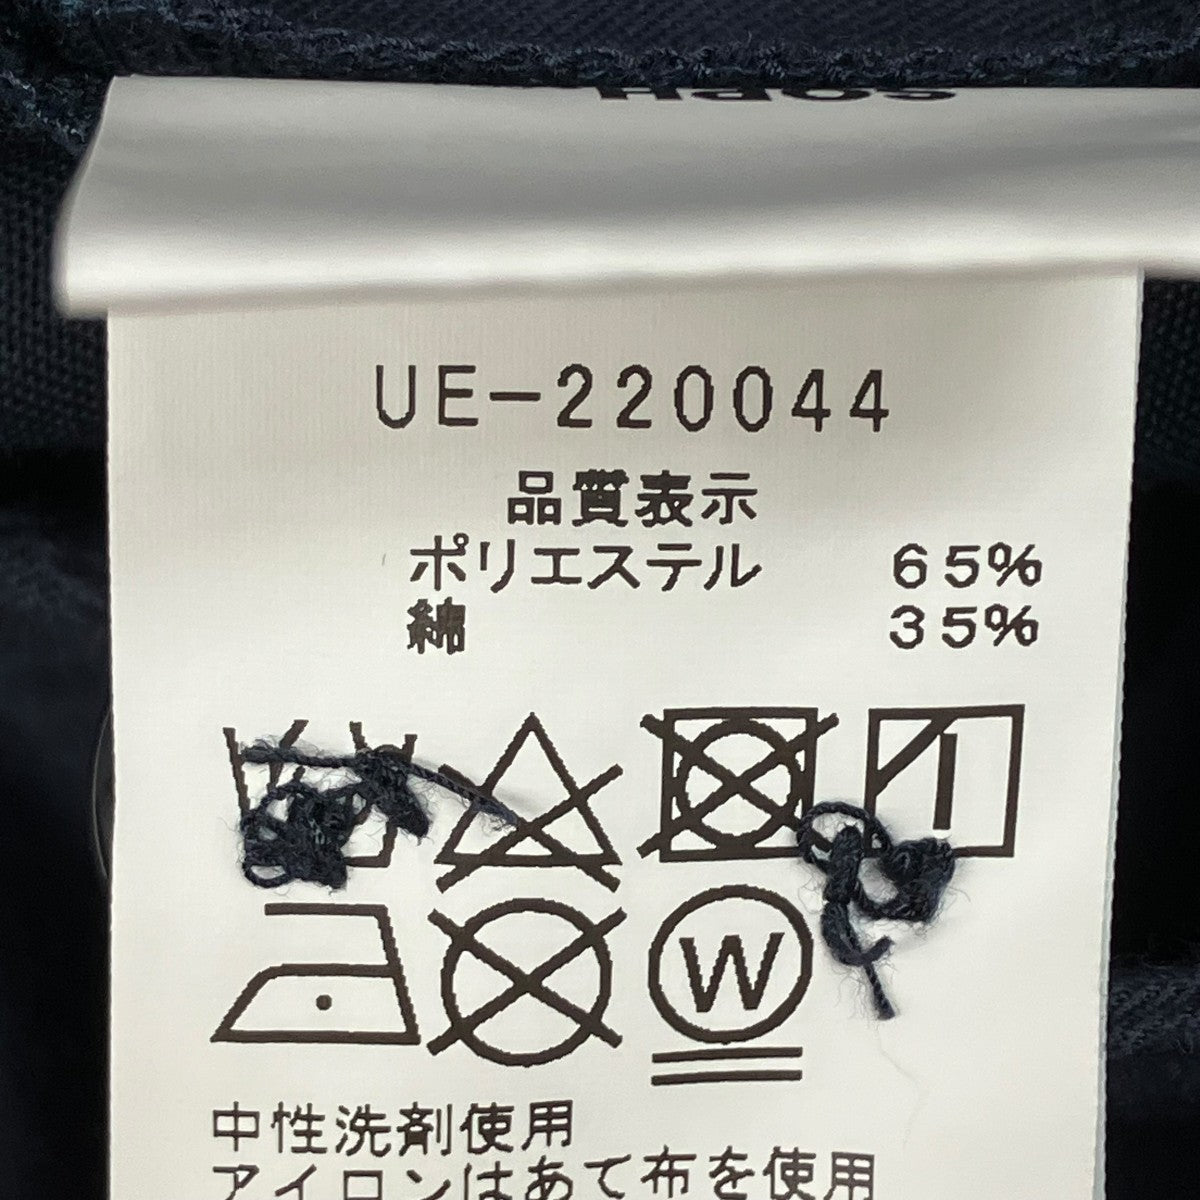 UE-220044
品質表示
ポリエステル 65%
綿 35%
W
中性洗剤使用
アイロンはあて布を使用